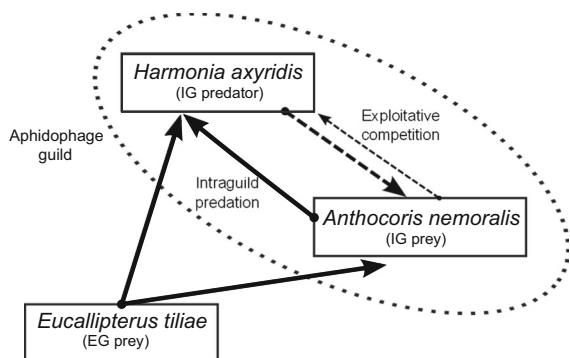 Harmonia axyridis
(IG predator)
Aphidophage
guild
Exploitative
competition
Intraguild
predation
Anthocoris nemoralis
(IG prey)
Eucallipterus tiliae
(EG prey)